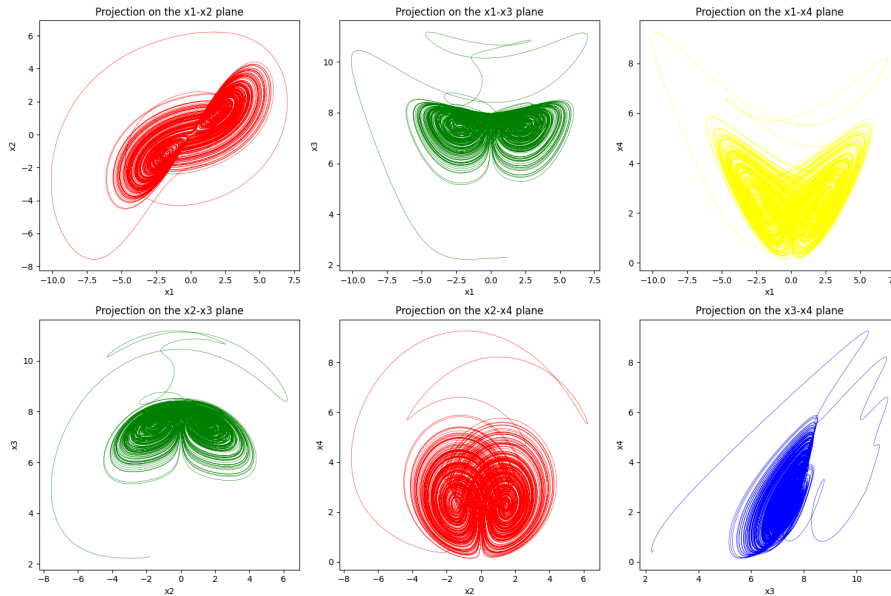 Projection on the x1-x2 plane
6
4
2
0
−2
−4
−6
−8
x2
−10.0 −7.5 −5.0 −2.5 0.0 2.5 5.0 7.5
x1
Projection on the x1-x3 plane
10
8
6
4
2
x3
−10.0 −7.5 −5.0 −2.5 0.0 2.5 5.0 7.5
x1
Projection on the x1-x4 plane
8
6
4
2
0
x4
−10.0 −7.5 −5.0 −2.5 0.0 2.5 5.0
x1
Projection on the x2-x3 plane
10
8
6
4
2
x3
−8 −6 −4 −2 0 2 4 6
x2
Projection on the x2-x4 plane
8
6
4
2
0
x4
−8 −6 −4 −2 0 2 4 6
x2
Projection on the x3-x4 plane
8
6
4
2
0
x4
2 4 6 8 10
x3